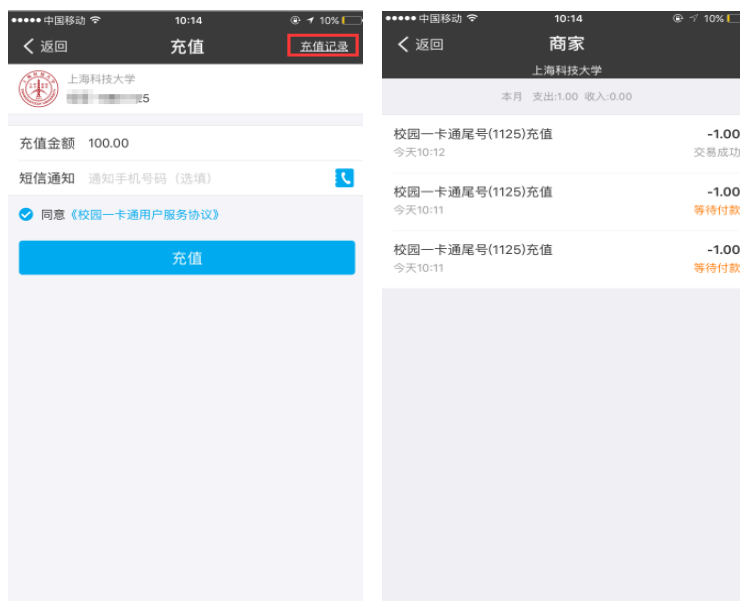 中国移动 10:14 10%
返回 充值 充值记录
上海科技大学
充值金额 100.00
短信通知 通知手机号码（选填）
同意《校园一卡通用户服务协议》
充值
中国移动 10:14 10%
返回 商家
上海科技大学
本月 支出:1.00 收入:0.00
校园一卡通尾号(1125)充值 -1.00
今天10:12 交易成功
校园一卡通尾号(1125)充值 -1.00
今天10:11 等待付款
校园一卡通尾号(1125)充值 -1.00
今天10:11 等待付款